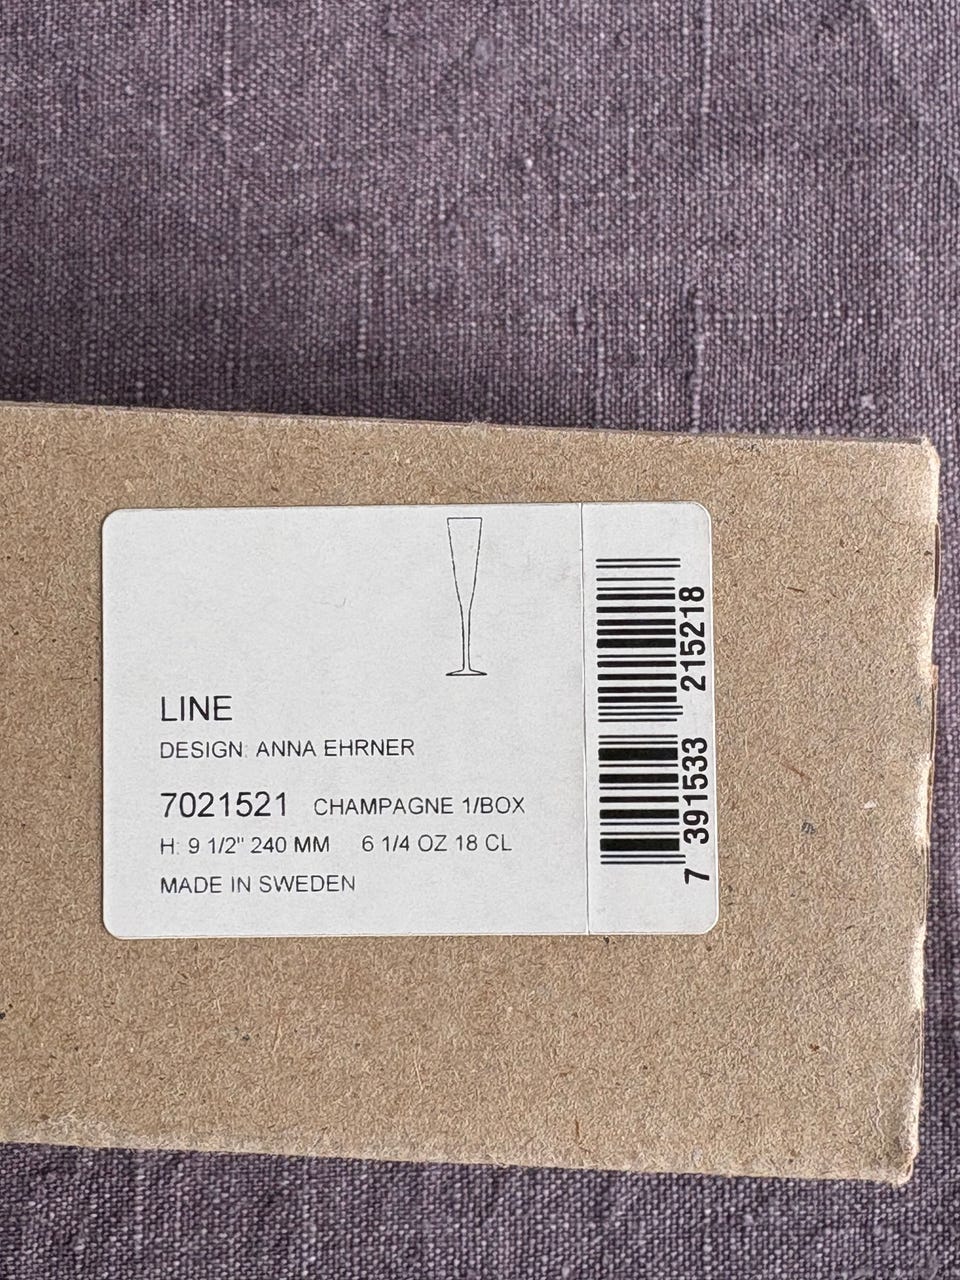 LINE
DESIGN: ANNA EHRNER
7021521 CHAMPAGNE 1/BOX
H: 9 1/2" 240 MM 6 1/4 OZ 18 CL
MADE IN SWEDEN
7 391533 215218